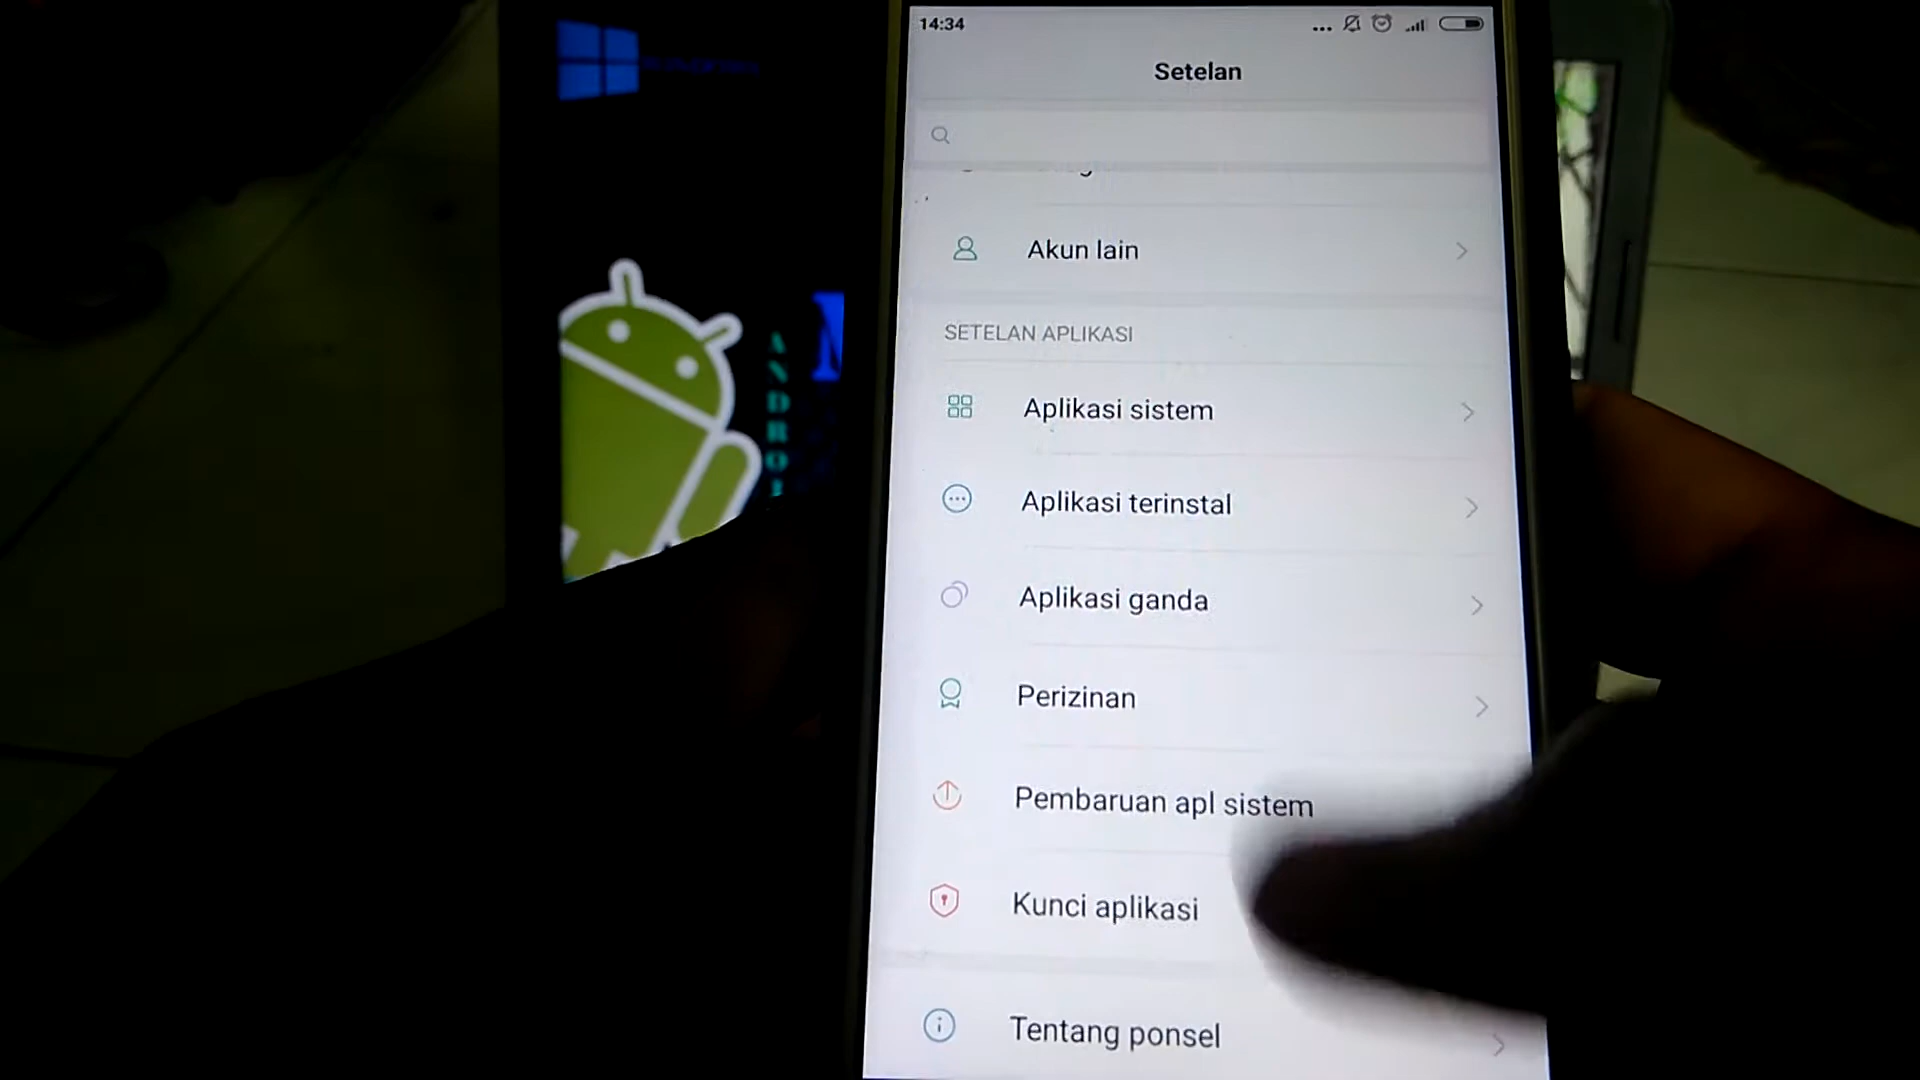 14:34
Setelan
Akun lain
SETELAN APLIKASI
Aplikasi sistem
Aplikasi terinstal
Aplikasi ganda
Perizinan
Pembaruan apl sistem
Kunci aplikasi
Tentang ponsel